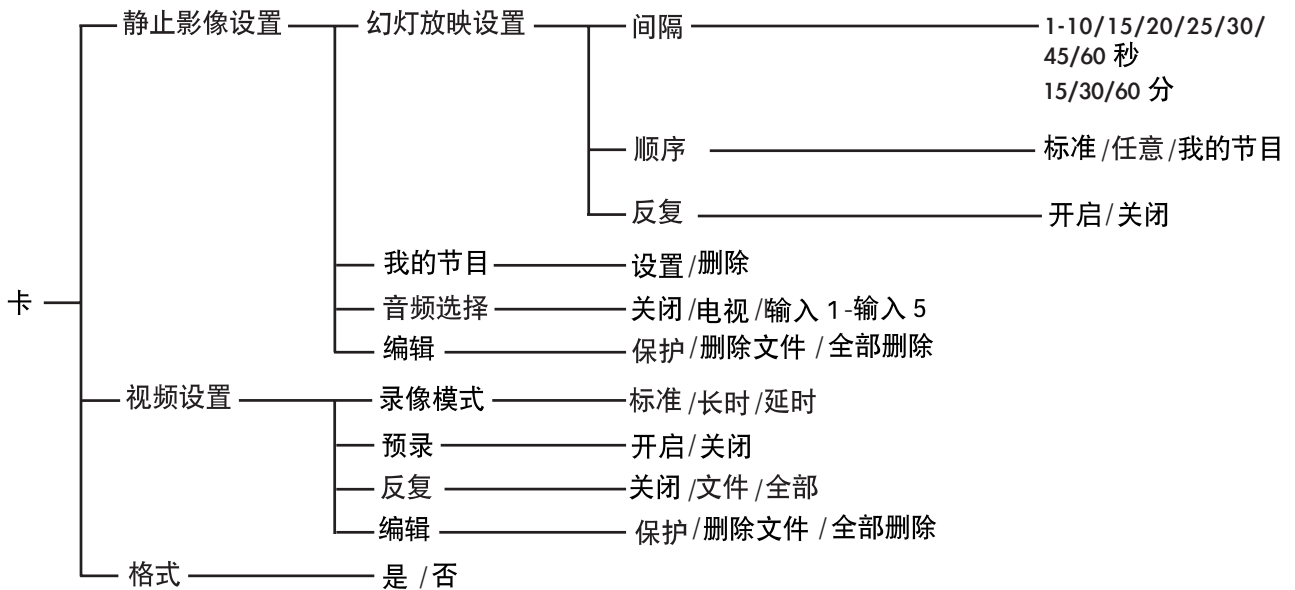 静止影像设置 幻灯放映设置 间隔 1-10/15/20/25/30/
45/60 秒
15/30/60 分
顺序 标准/任意/我的节目
反复 开启/关闭
我的节目 设置/删除
卡
音频选择 关闭/电视/输入 1-输入 5
编辑 保护/删除文件/全部删除
视频设置 录像模式 标准/长时/延时
预录 开启/关闭
反复 关闭/文件/全部
编辑 保护/删除文件/全部删除
格式 是/否